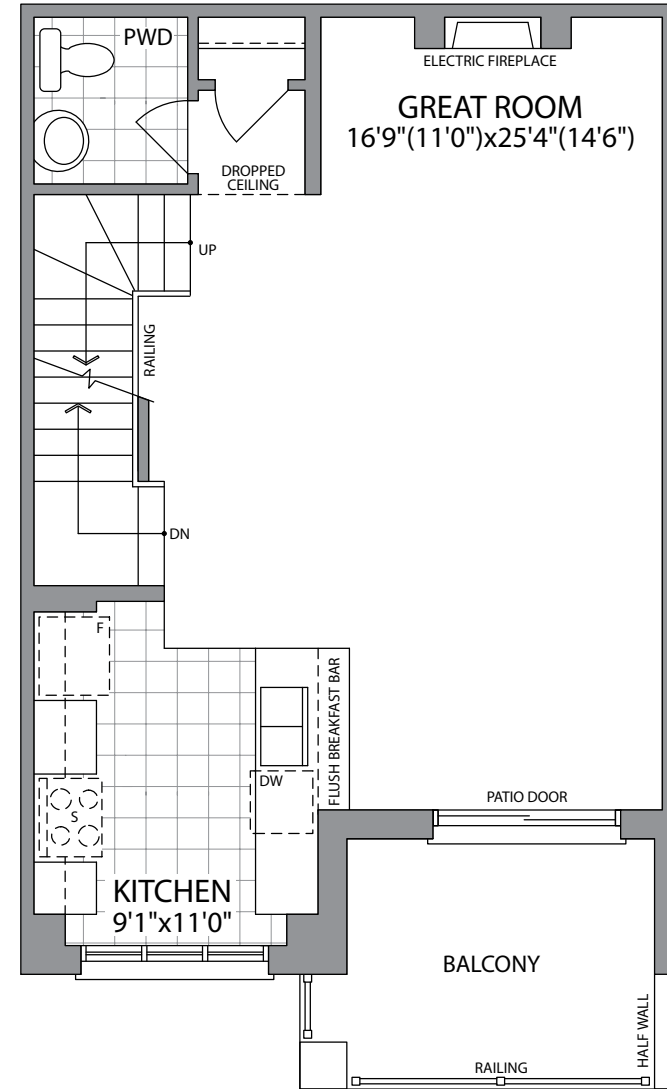 PWD
ELECTRIC FIREPLACE
GREAT ROOM
16'9"(11'0")x25'4"(14'6")
DROPPED
CEILING
UP
RAILING
DN
F
FLUSH BREAKFAST BAR
DW
S
PATIO DOOR
KITCHEN
9'1"x11'0"
BALCONY
HALF WALL
RAILING